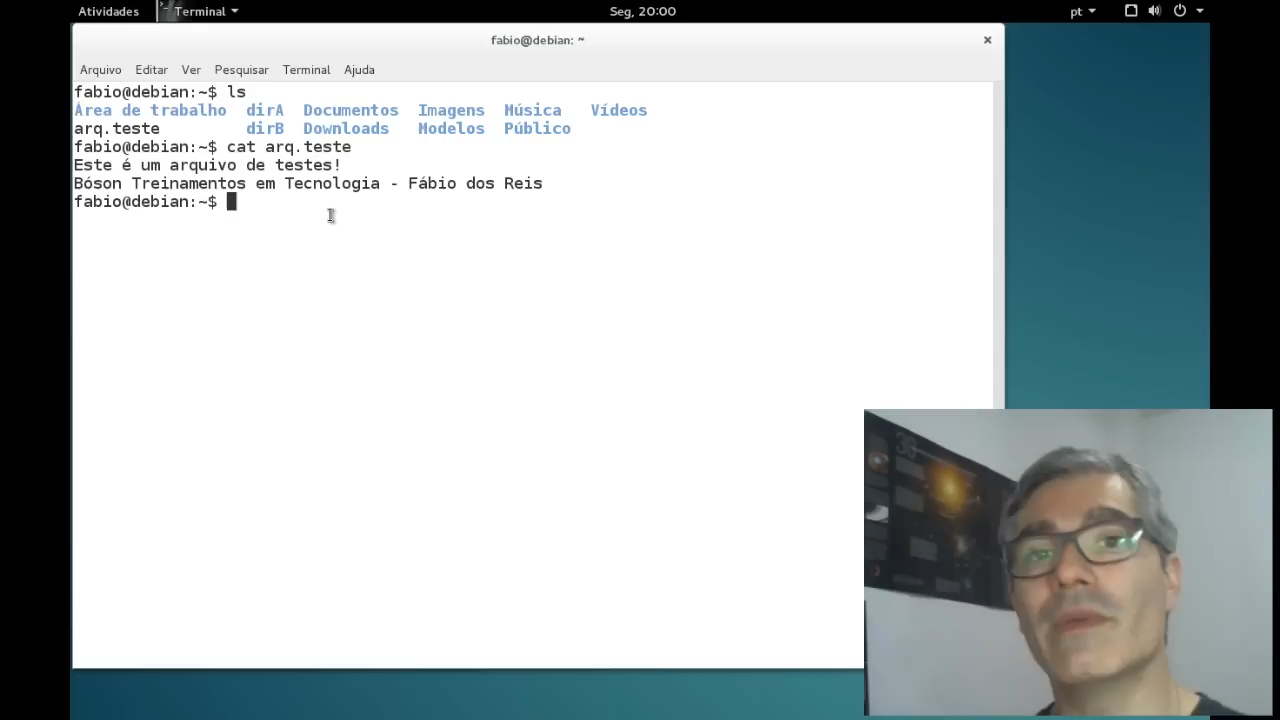 Atividades Terminal Seg, 20:00 pt
fabio@debian: ~
Arquivo Editar Ver Pesquisar Terminal Ajuda
fabio@debian:~$ ls
Área de trabalho dirA Documentos Imagens Música Vídeos
arq.teste dirB Downloads Modelos Público
fabio@debian:~$ cat arq.teste
Este é um arquivo de testes!
Bóson Treinamentos em Tecnologia - Fábio dos Reis
fabio@debian:~$